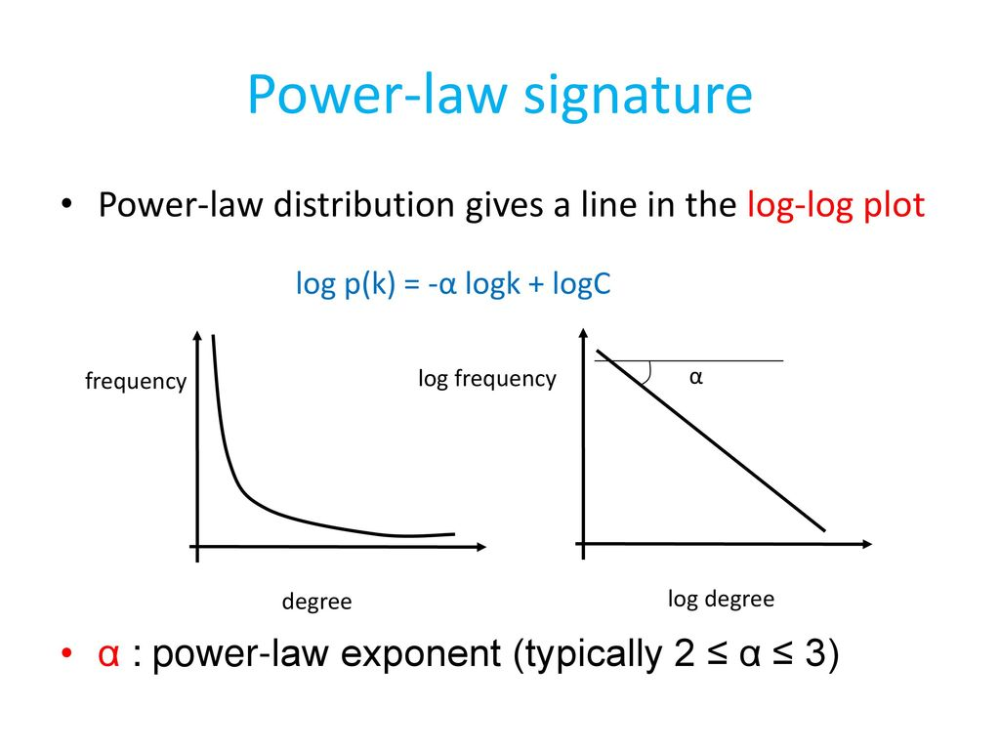 Power-law signature
• Power-law distribution gives a line in the log-log plot
log p(k) = -α logk + logC
frequency
log frequency
α
degree
log degree
• α : power-law exponent (typically 2 ≤ α ≤ 3)